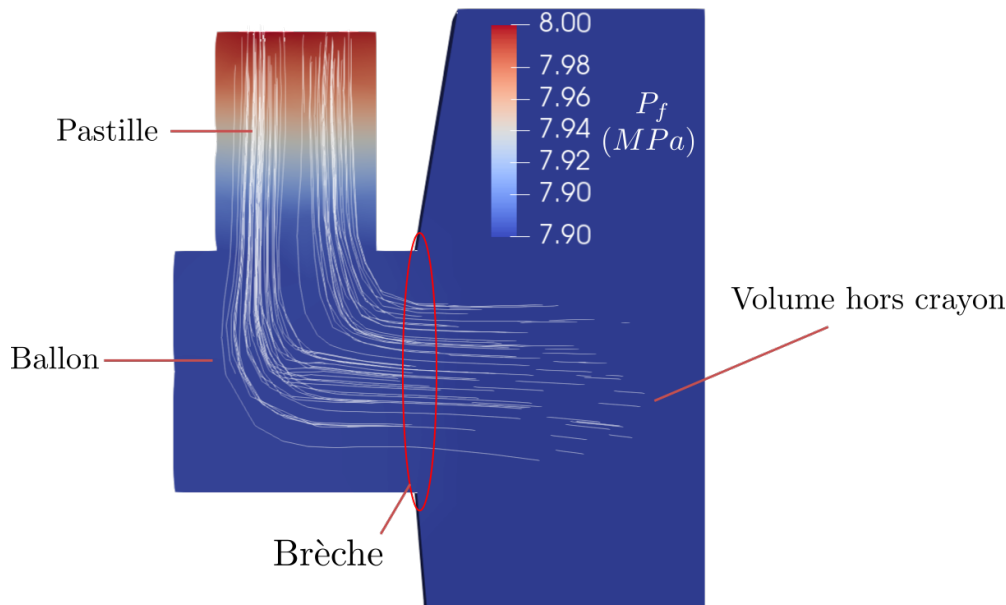 8.00
7.98
7.96
7.94
7.92
7.90
7.90
P_f
(MPa)
Pastille
Volume hors crayon
Ballon
Brèche